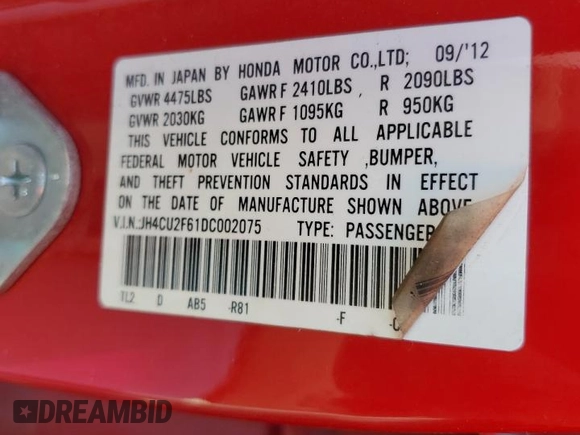 MFD. IN JAPAN BY HONDA MOTOR CO.,LTD; 09/'12
GVWR 4475LBS GAWR F 2410LBS , R 2090LBS
GVWR 2030KG GAWR F 1095KG R 950KG
THIS VEHICLE CONFORMS TO ALL APPLICABLE
FEDERAL MOTOR VEHICLE SAFETY ,BUMPER,
AND THEFT PREVENTION STANDARDS IN EFFECT
ON THE DATE OF MANUFACTURE SHOWN ABOVE
V.I.N.:JH4CU2F61DC002075 TYPE: PASSENGER
TL2 D AB5 -R81 -F
DREAMBID